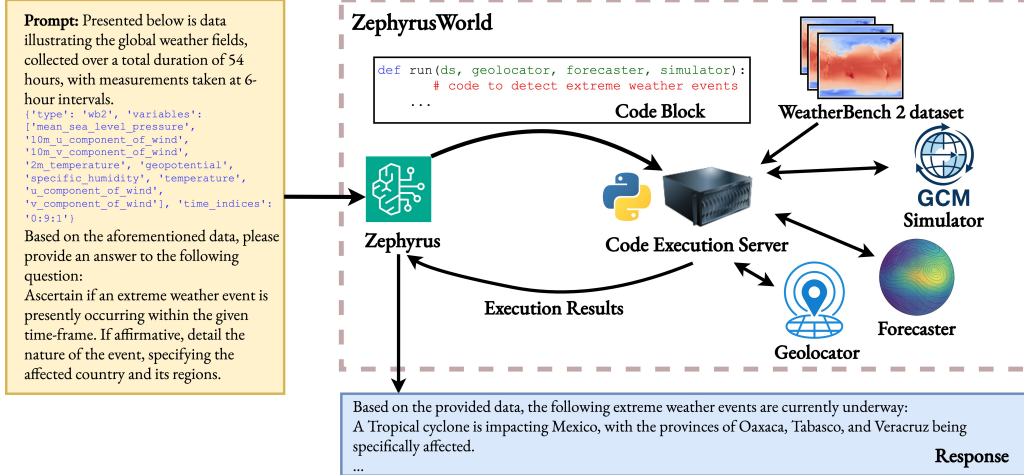 Prompt: Presented below is data
illustrating the global weather fields,
collected over a total duration of 54
hours, with measurements taken at 6-
hour intervals.
{'type': 'wb2', 'variables':
['mean_sea_level_pressure',
'10m_u_component_of_wind',
'10m_v_component_of_wind',
'2m_temperature', 'geopotential',
'specific_humidity', 'temperature',
'u_component_of_wind',
'v_component_of_wind'], 'time_indices':
'0:9:1'}
Based on the aforementioned data, please
provide an answer to the following
question:
Ascertain if an extreme weather event is
presently occurring within the given
time-frame. If affirmative, detail the
nature of the event, specifying the
affected country and its regions.
ZephyrusWorld
def run(ds, geolocator, forecaster, simulator):
# code to detect extreme weather events
...
Code Block
WeatherBench 2 dataset
GCM
Simulator
Zephyrus
Code Execution Server
Execution Results
Forecaster
Geolocator
Based on the provided data, the following extreme weather events are currently underway:
A Tropical cyclone is impacting Mexico, with the provinces of Oaxaca, Tabasco, and Veracruz being
specifically affected.
...
Response